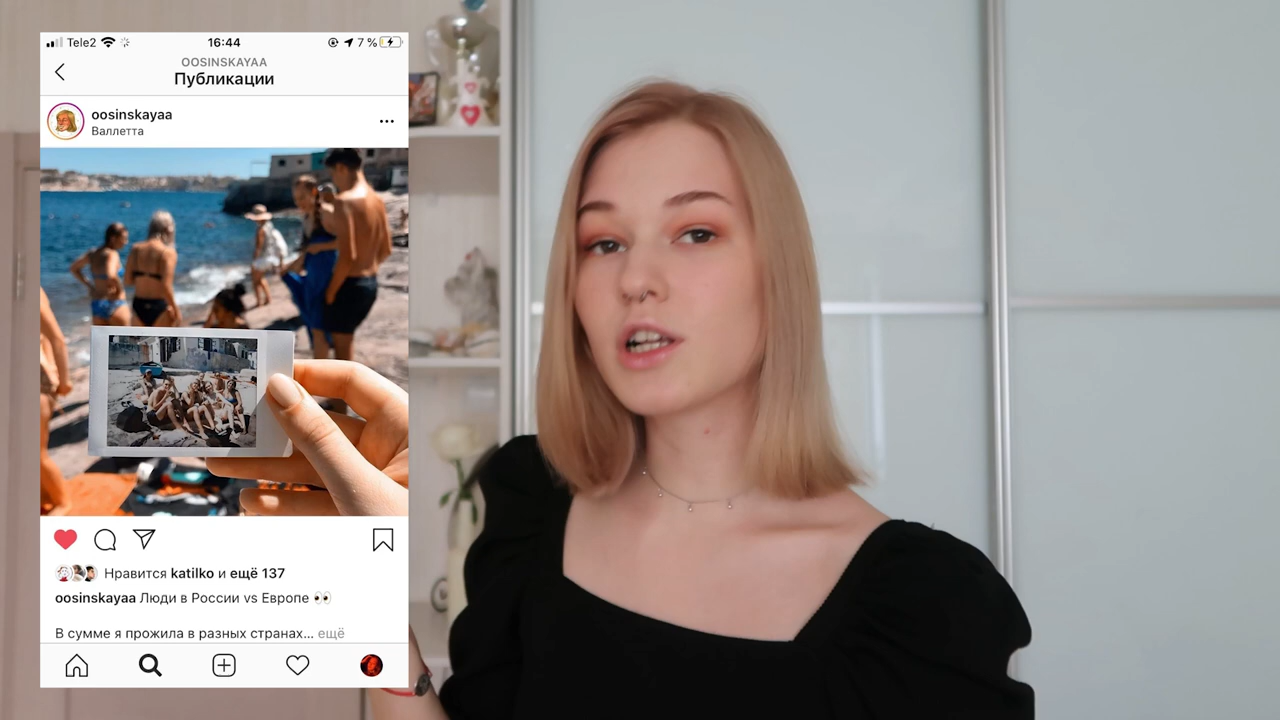 Tele2
16:44
7 %
OOSINSKAYAA
Публикации
oosinskayaa
Валлетта
Нравится katilko и ещё 137
oosinskayaa Люди в России vs Европе 👀
В сумме я прожила в разных странах... ещё